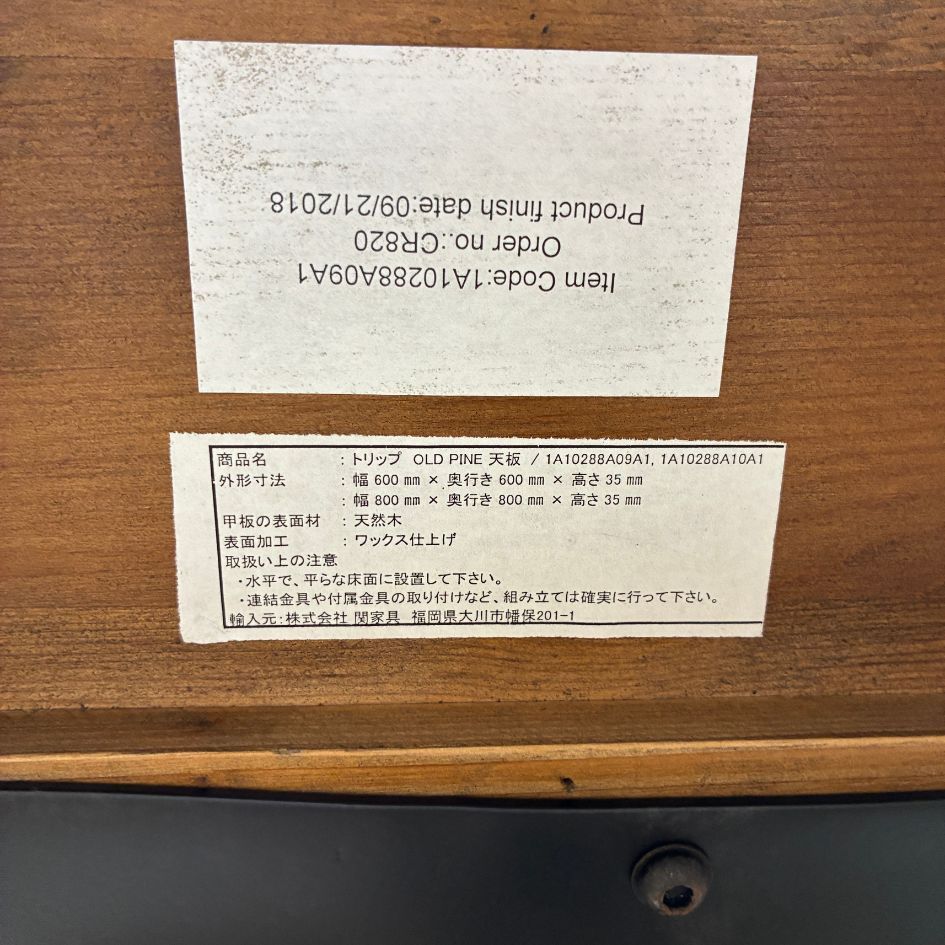 Item Code:1A10288A09A1
Order no.:CR820
Product finish date:09/21/2018
商品名 : トリップ OLD PINE 天板 / 1A10288A09A1, 1A10288A10A1
外形寸法 : 幅 600 mm × 奥行き 600 mm × 高さ 35 mm
: 幅 800 mm × 奥行き 800 mm × 高さ 35 mm
甲板の表面材 : 天然木
表面加工 : ワックス仕上げ
取扱い上の注意
・水平で、平らな床面に設置して下さい。
・連結金具や付属金具の取り付けなど、組み立ては確実に行って下さい。
輸入元:株式会社 関家具 福岡県大川市幡保201-1